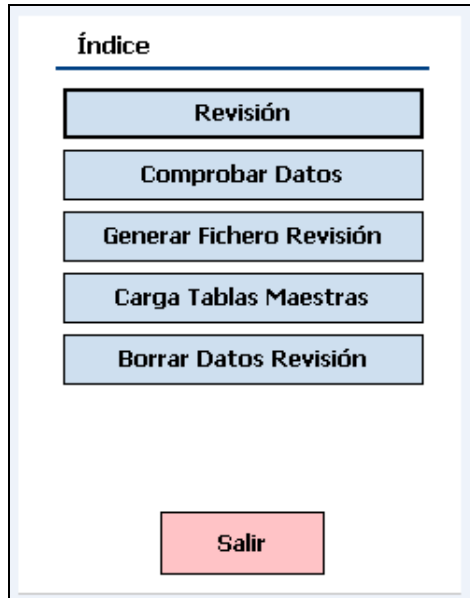 Índice
Revisión
Comprobar Datos
Generar Fichero Revisión
Carga Tablas Maestras
Borrar Datos Revisión
Salir